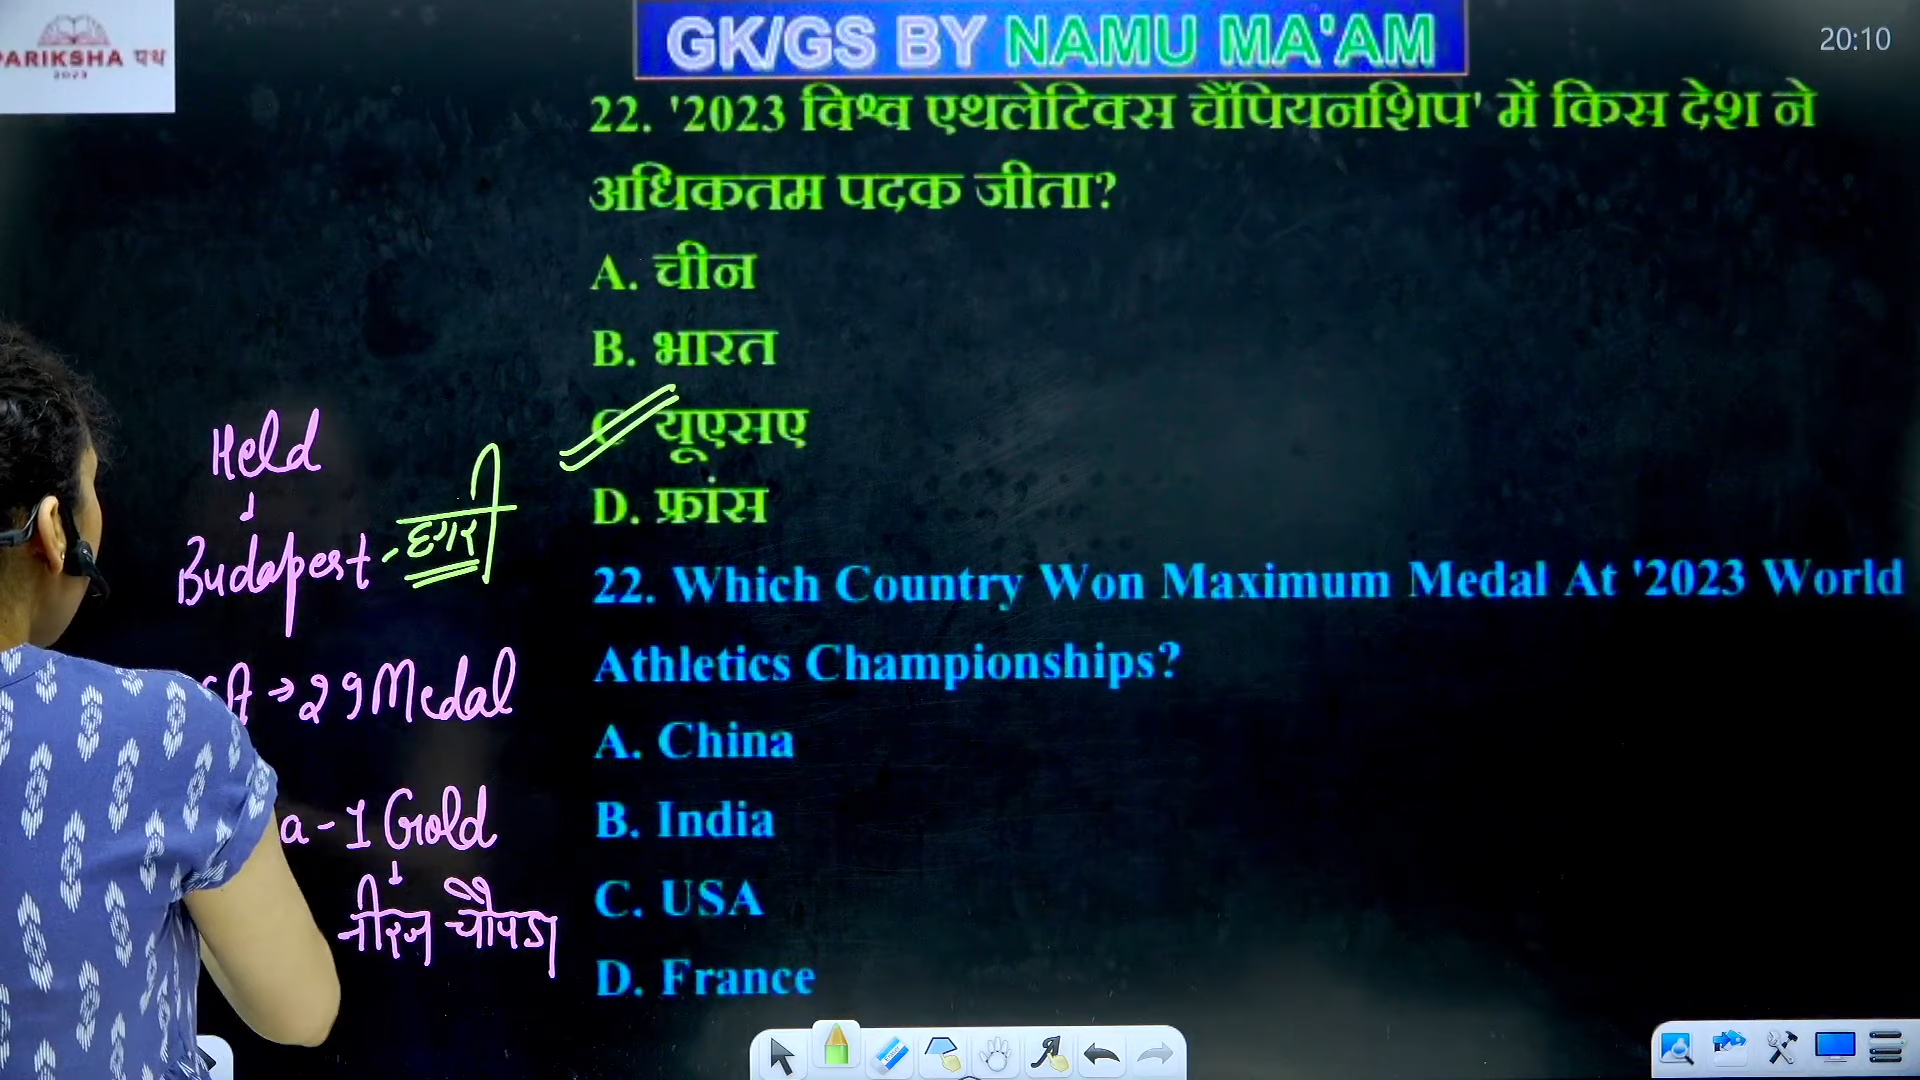 PARIKSHA पथ
2023
GK/GS BY NAMU MA'AM
20:10
22. '2023 विश्व एथलेटिक्स चैंपियनशिप' में किस देश ने
अधिकतम पदक जीता?
A. चीन
B. भारत
C यूएसए
D. फ्रांस
22. Which Country Won Maximum Medal At '2023 World
Athletics Championships?
A. China
B. India
C. USA
D. France
Held
Budapest - हंगरी
SA → 29 Medal
a - 1 Gold
नीरज चौपडा